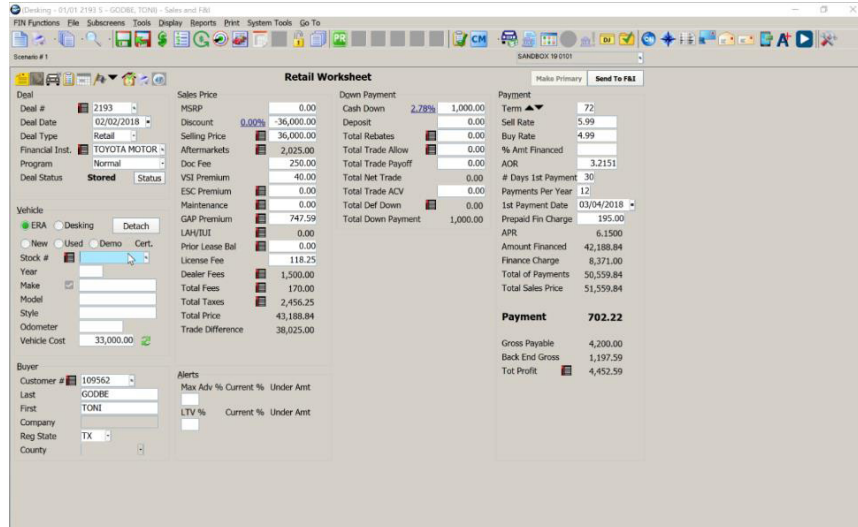 (Desking - 01/01 2193 S - GODBE, TONI) - Sales and F&I
FIN Functions File Subscreens Tools Display Reports Print System Tools Go To
PR CM DJ CN
Scenario # 1 SANDBOX 19 0101
Retail Worksheet Make Primary Send To F&I
Deal
Deal # 2193
Deal Date 02/02/2018
Deal Type Retail
Financial Inst. TOYOTA MOTOR
Program Normal
Deal Status Stored Status
Vehicle
ERA Desking Detach
New Used Demo Cert.
Stock #
Year
Make
Model
Style
Odometer
Vehicle Cost 33,000.00
Buyer
Customer # 109562
Last GODBE
First TONI
Company
Reg State TX
County
Sales Price
MSRP 0.00
Discount 0.00% -36,000.00
Selling Price 36,000.00
Aftermarkets 2,025.00
Doc Fee 250.00
VSI Premium 40.00
ESC Premium 0.00
Maintenance 0.00
GAP Premium 747.59
LAH/IUI 0.00
Prior Lease Bal 0.00
License Fee 118.25
Dealer Fees 1,500.00
Total Fees 170.00
Total Taxes 2,456.25
Total Price 43,188.84
Trade Difference 38,025.00
Alerts
Max Adv % Current % Under Amt
LTV % Current % Under Amt
Down Payment
Cash Down 2.78% 1,000.00
Deposit 0.00
Total Rebates 0.00
Total Trade Allow 0.00
Total Trade Payoff 0.00
Total Net Trade 0.00
Total Trade ACV 0.00
Total Def Down 0.00
Total Down Payment 1,000.00
Payment
Term 72
Sell Rate 5.99
Buy Rate 4.99
% Amt Financed
AOR 3.2151
# Days 1st Payment 30
Payments Per Year 12
1st Payment Date 03/04/2018
Prepaid Fin Charge 195.00
APR 6.1500
Amount Financed 42,188.84
Finance Charge 8,371.00
Total of Payments 50,559.84
Total Sales Price 51,559.84
Payment 702.22
Gross Payable 4,200.00
Back End Gross 1,197.59
Tot Profit 4,452.59